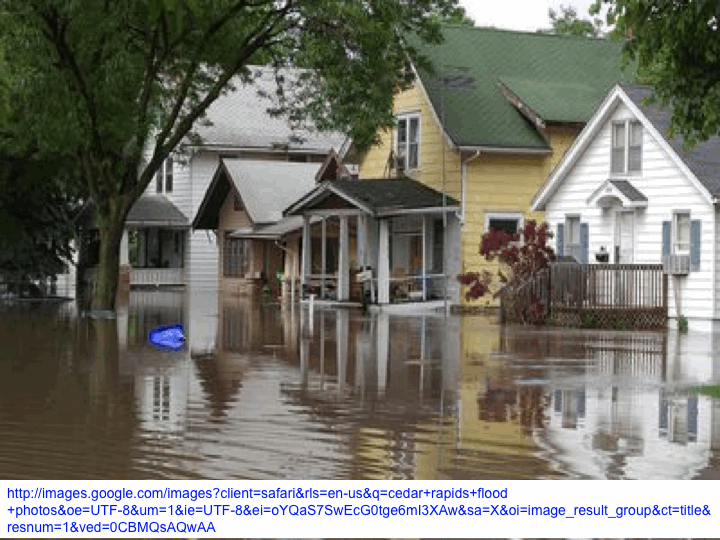 http://images.google.com/images?client=safari&rls=en-us&q=cedar+rapids+flood
+photos&oe=UTF-8&um=1&ie=UTF-8&ei=oYQaS7SwEcG0tge6mI3XAw&sa=X&oi=image_result_group&ct=title&
resnum=1&ved=0CBMQsAQwAA